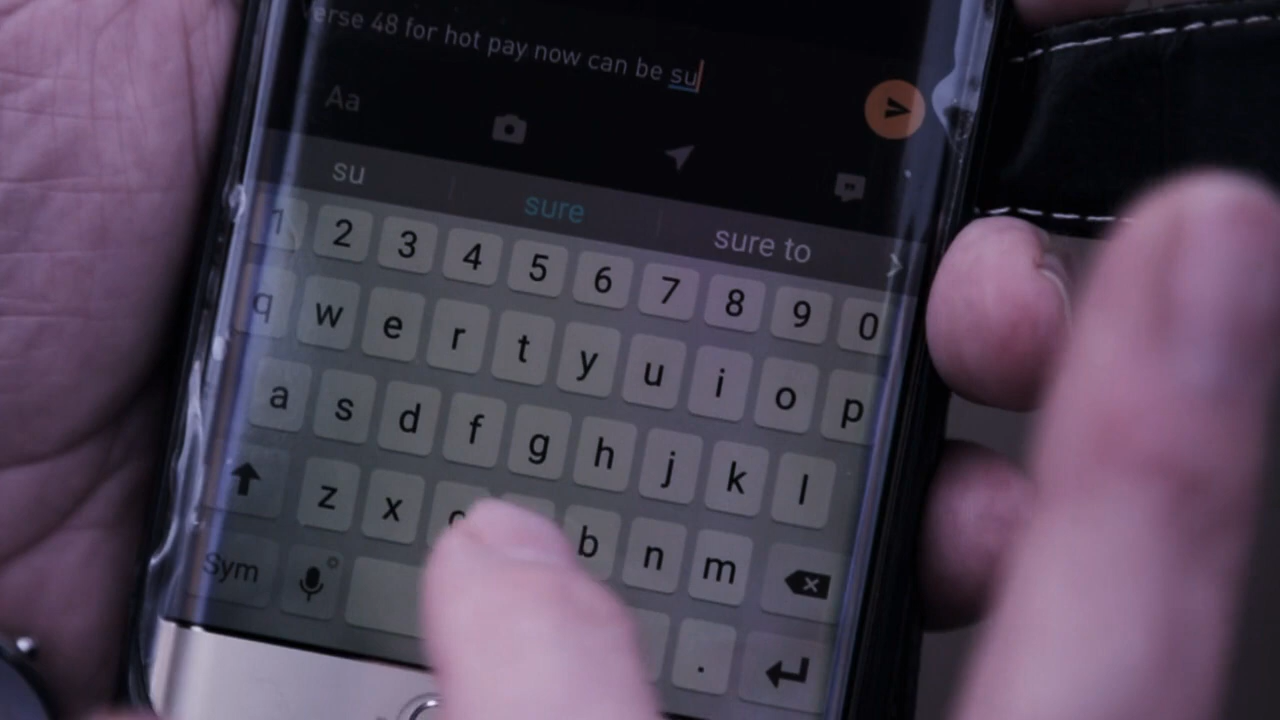 erse 48 for hot pay now can be su
Aa
su sure sure to
1 2 3 4 5 6 7 8 9 0
q w e r t y u i o p
a s d f g h j k l
z x c b n m
Sym .